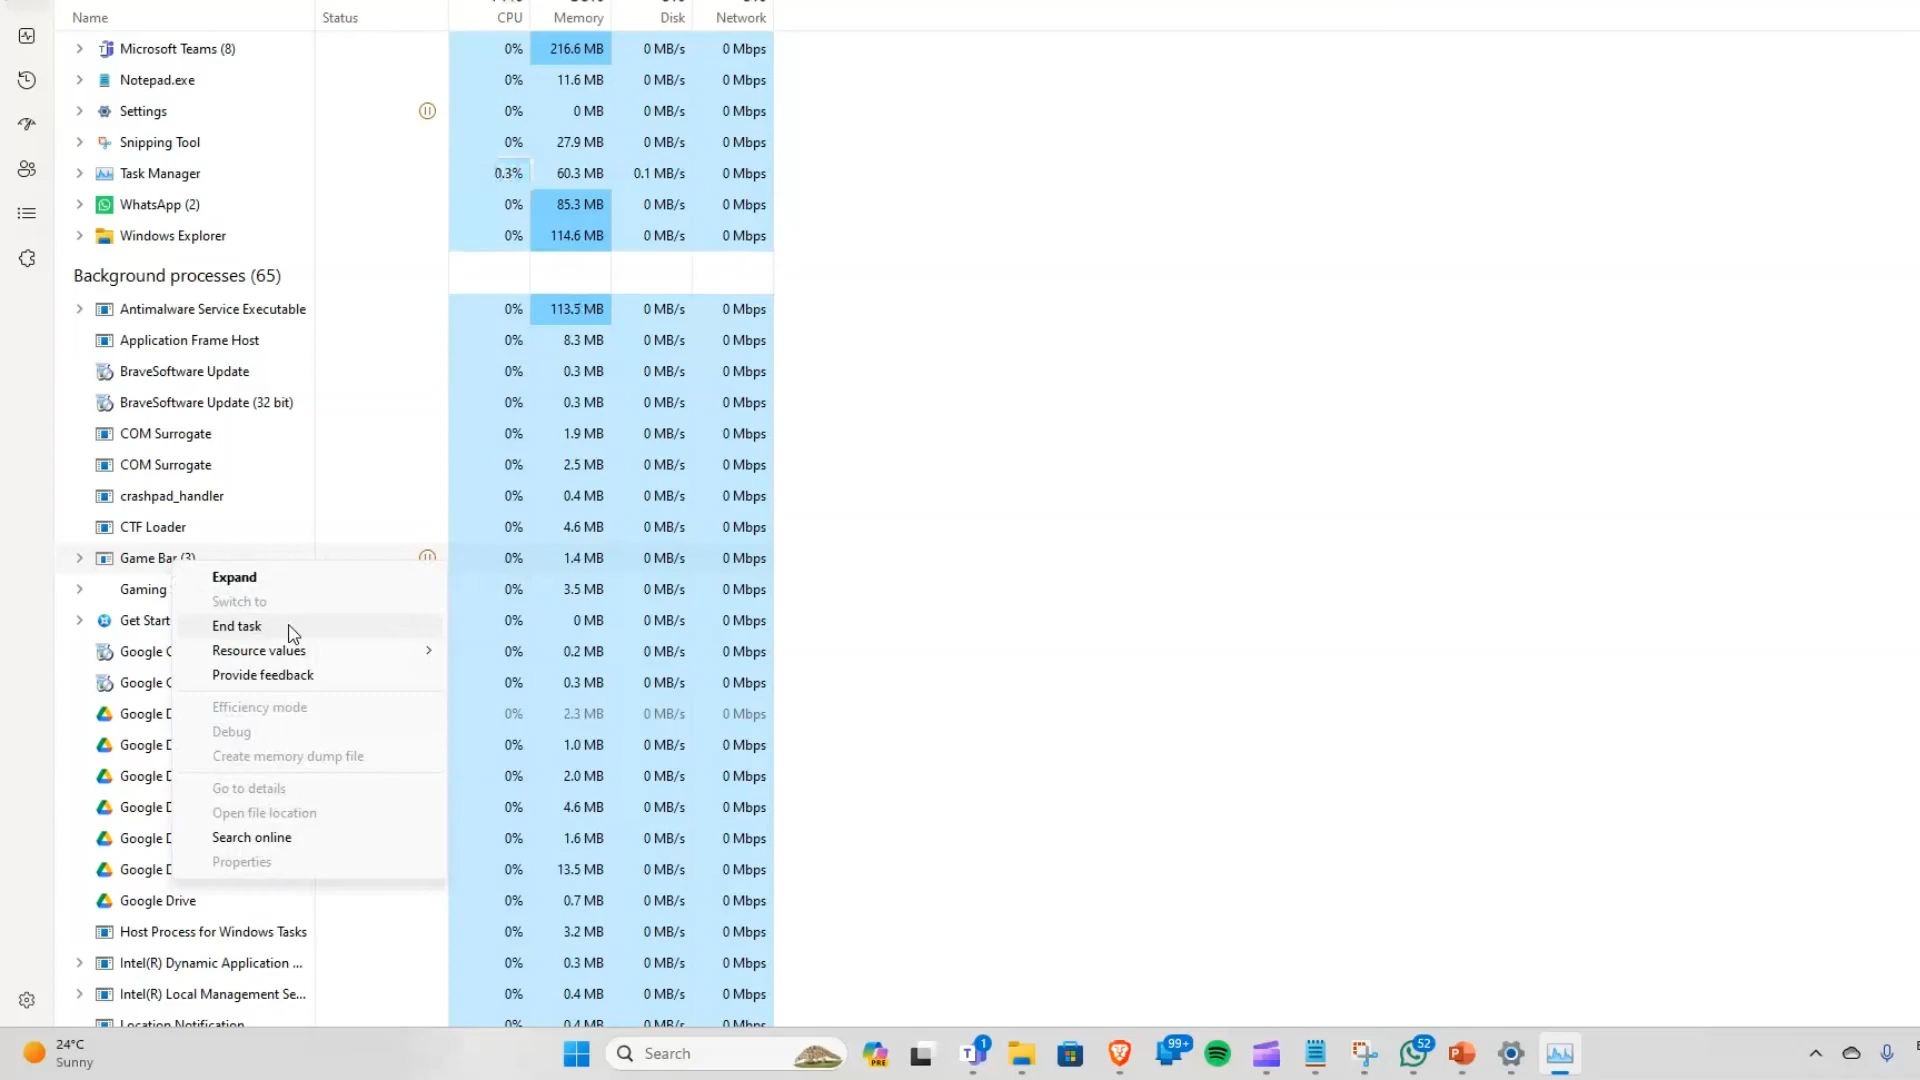 Name Status CPU Memory Disk Network
Microsoft Teams (8) 0% 216.6 MB 0 MB/s 0 Mbps
Notepad.exe 0% 11.6 MB 0 MB/s 0 Mbps
Settings 0% 0 MB 0 MB/s 0 Mbps
Snipping Tool 0% 27.9 MB 0 MB/s 0 Mbps
Task Manager 0.3% 60.3 MB 0.1 MB/s 0 Mbps
WhatsApp (2) 0% 85.3 MB 0 MB/s 0 Mbps
Windows Explorer 0% 114.6 MB 0 MB/s 0 Mbps
Background processes (65)
Antimalware Service Executable 0% 113.5 MB 0 MB/s 0 Mbps
Application Frame Host 0% 8.3 MB 0 MB/s 0 Mbps
BraveSoftware Update 0% 0.3 MB 0 MB/s 0 Mbps
BraveSoftware Update (32 bit) 0% 0.3 MB 0 MB/s 0 Mbps
COM Surrogate 0% 1.9 MB 0 MB/s 0 Mbps
COM Surrogate 0% 2.5 MB 0 MB/s 0 Mbps
crashpad_handler 0% 0.4 MB 0 MB/s 0 Mbps
CTF Loader 0% 4.6 MB 0 MB/s 0 Mbps
Game Bar (3) 0% 1.4 MB 0 MB/s 0 Mbps
Gaming 0% 3.5 MB 0 MB/s 0 Mbps
Get Start 0% 0 MB 0 MB/s 0 Mbps
Google 0% 0.2 MB 0 MB/s 0 Mbps
Google 0% 0.3 MB 0 MB/s 0 Mbps
Google D 0% 2.3 MB 0 MB/s 0 Mbps
Google D 0% 1.0 MB 0 MB/s 0 Mbps
Google D 0% 2.0 MB 0 MB/s 0 Mbps
Google D 0% 4.6 MB 0 MB/s 0 Mbps
Google D 0% 1.6 MB 0 MB/s 0 Mbps
Google D 0% 13.5 MB 0 MB/s 0 Mbps
Google Drive 0% 0.7 MB 0 MB/s 0 Mbps
Host Process for Windows Tasks 0% 3.2 MB 0 MB/s 0 Mbps
Intel(R) Dynamic Application ... 0% 0.3 MB 0 MB/s 0 Mbps
Intel(R) Local Management Se... 0% 0.4 MB 0 MB/s 0 Mbps
Location Notification 0% 0.4 MB 0 MB/s 0 Mbps
Expand
Switch to
End task
Resource values
Provide feedback
Efficiency mode
Debug
Create memory dump file
Go to details
Open file location
Search online
Properties
24°C
Sunny
Search
PRE
1
99+
52